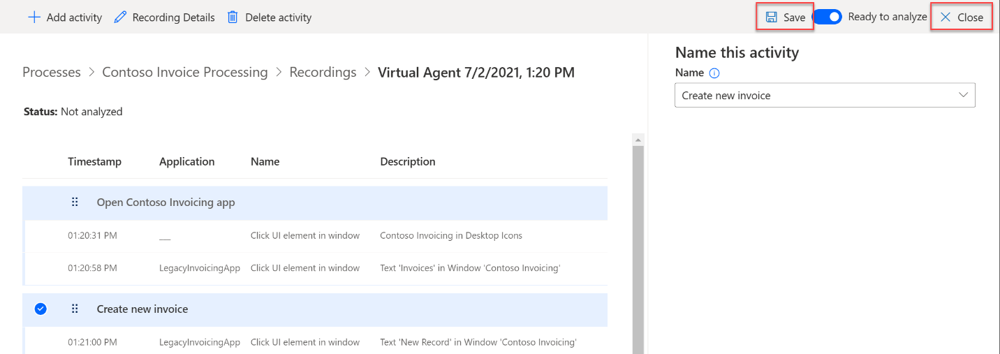 Add activity Recording Details Delete activity Save Ready to analyze Close
Processes > Contoso Invoice Processing > Recordings > Virtual Agent 7/2/2021, 1:20 PM
Status: Not analyzed
Timestamp Application Name Description
Open Contoso Invoicing app
01:20:31 PM __ Click UI element in window Contoso Invoicing in Desktop Icons
01:20:58 PM LegacyInvoicingApp Click UI element in window Text 'Invoices' in Window 'Contoso Invoicing'
Create new invoice
01:21:00 PM LegacyInvoicingApp Click UI element in window Text 'New Record' in Window 'Contoso Invoicing'
Name this activity
Name
Create new invoice